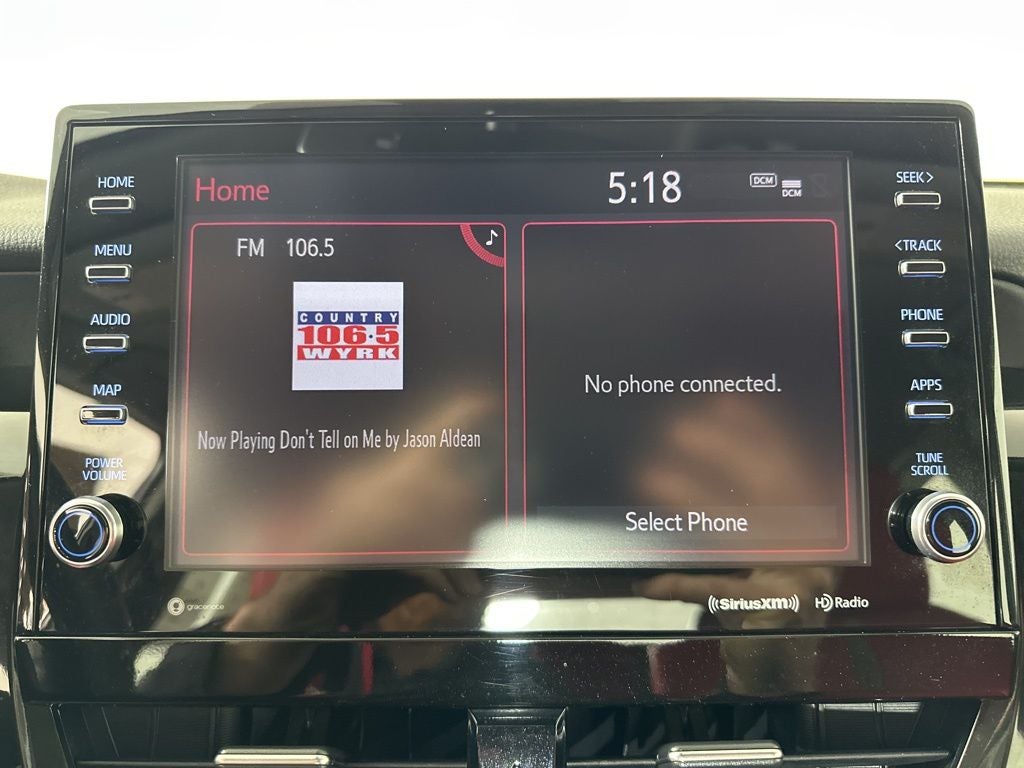 HOME
MENU
AUDIO
MAP
POWER
VOLUME
Home
5:18
DCM
DCM
FM 106.5
COUNTRY
106.5
WYRK
Now Playing Don't Tell on Me by Jason Aldean
No phone connected.
Select Phone
SEEK>
<TRACK
PHONE
APPS
TUNE
SCROLL
gracenote
((SiriusXM))
HD Radio